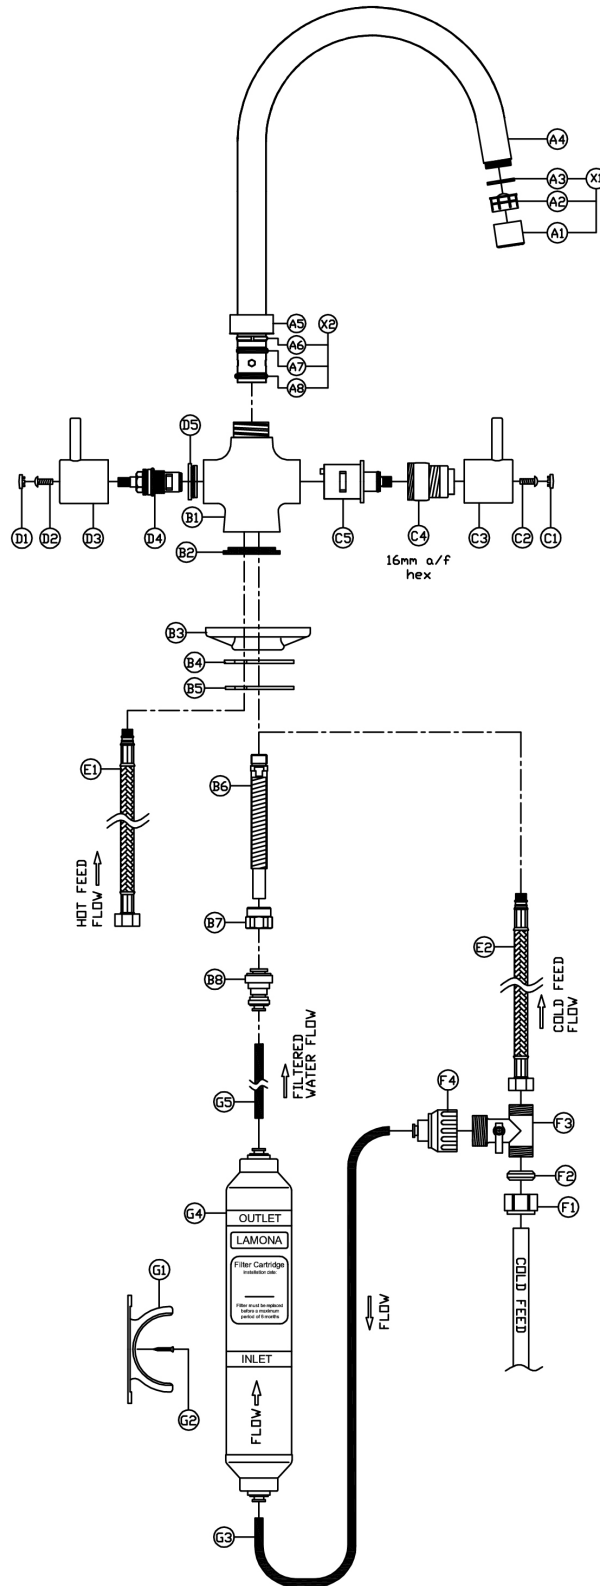 A4
A3
X1
A2
A1
A5
X2
A6
A7
A8
D5
D1
D2
D3
D4
B1
C5
C4
C3
C2
C1
B2
16mm a/f
hex
B3
B4
B5
E1
B6
HOT FEED
FLOW
B7
E2
B8
COLD FEED
FLOW
FILTERED
WATER FLOW
G5
F4
F3
F2
F1
G4
OUTLET
LAMONA
Filter Cartridge
Installation date:
Filter must be replaced
before a maximum
period of 6 months
COLD FEED
G1
FLOW
INLET
G2
FLOW
G3